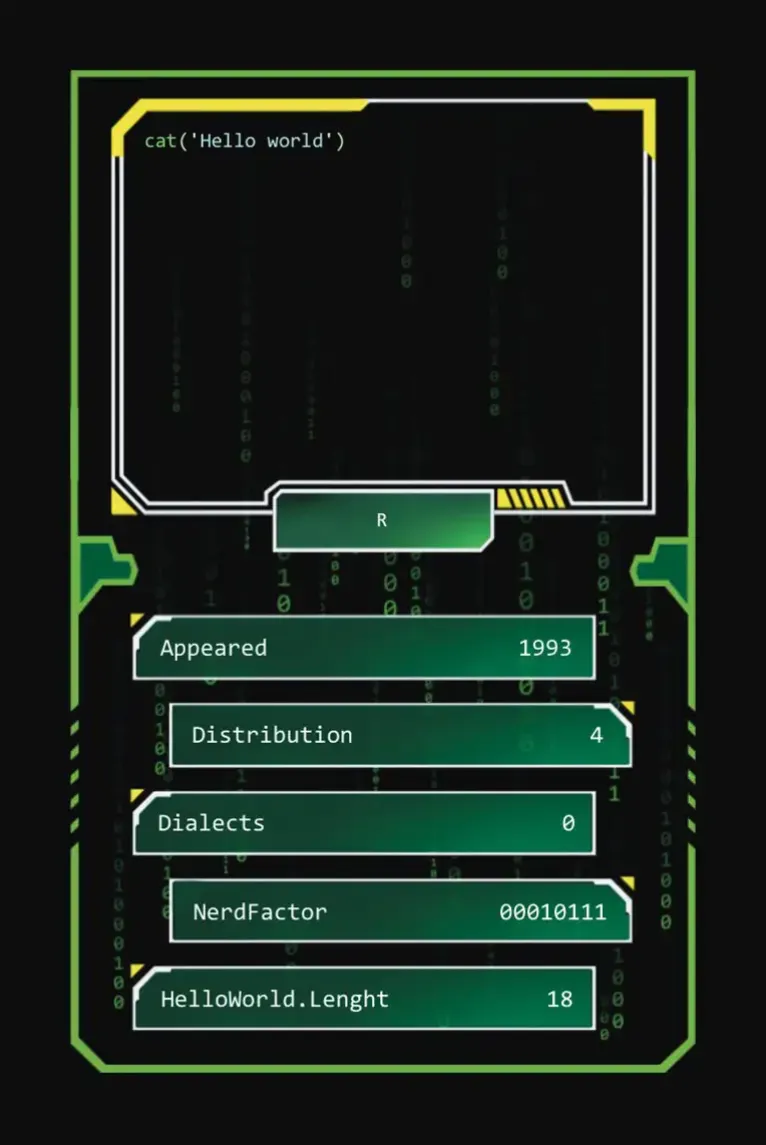 cat('Hello world')
R
Appeared 1993
Distribution 4
Dialects 0
NerdFactor 00010111
HelloWorld.Lenght 18